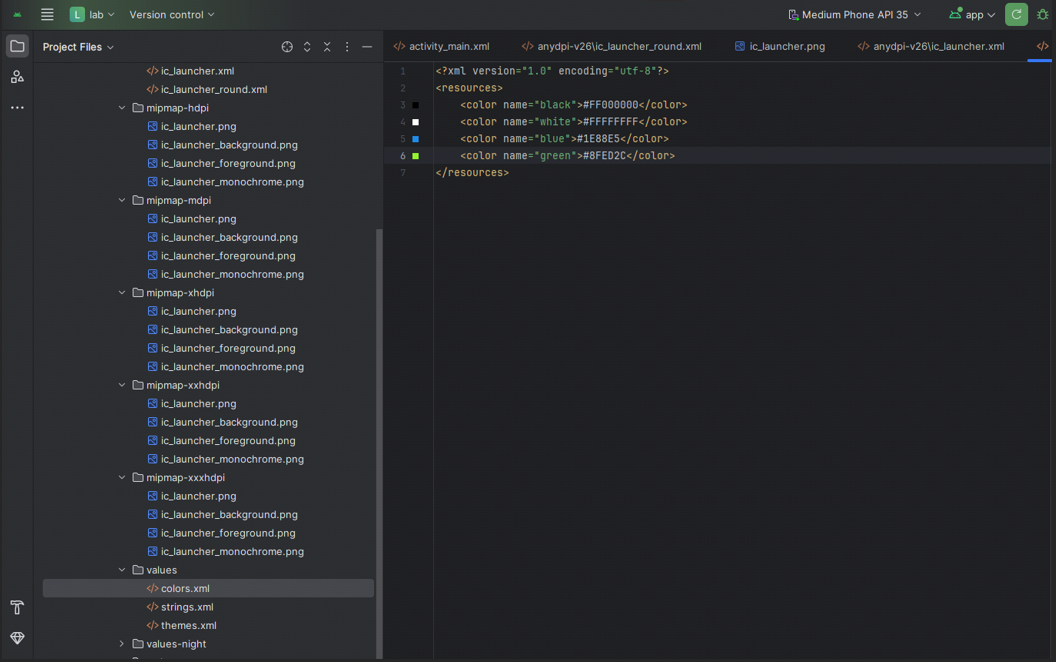 L lab Version control Medium Phone API 35 app
Project Files
activity_main.xml anydpi-v26\ic_launcher_round.xml ic_launcher.png anydpi-v26\ic_launcher.xml
ic_launcher.xml
ic_launcher_round.xml
mipmap-hdpi
ic_launcher.png
ic_launcher_background.png
ic_launcher_foreground.png
ic_launcher_monochrome.png
mipmap-mdpi
ic_launcher.png
ic_launcher_background.png
ic_launcher_foreground.png
ic_launcher_monochrome.png
mipmap-xhdpi
ic_launcher.png
ic_launcher_background.png
ic_launcher_foreground.png
ic_launcher_monochrome.png
mipmap-xxhdpi
ic_launcher.png
ic_launcher_background.png
ic_launcher_foreground.png
ic_launcher_monochrome.png
mipmap-xxxhdpi
ic_launcher.png
ic_launcher_background.png
ic_launcher_foreground.png
ic_launcher_monochrome.png
values
colors.xml
strings.xml
themes.xml
values-night
1 <?xml version="1.0" encoding="utf-8"?>
2 <resources>
3 <color name="black">#FF000000</color>
4 <color name="white">#FFFFFFFF</color>
5 <color name="blue">#1E88E5</color>
6 <color name="green">#8FED2C</color>
7 </resources>